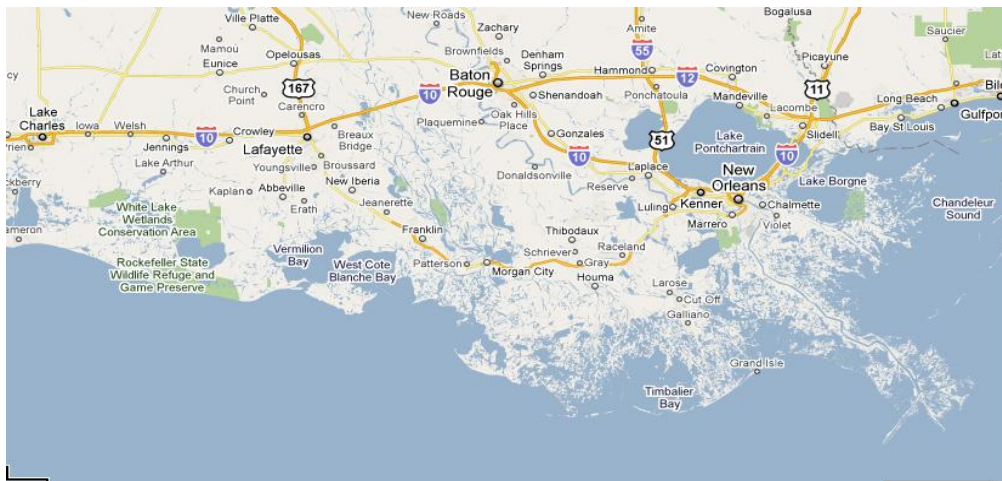 Ville Platte
New Roads
Zachary
Amite
Bogalusa
Saucier
Mamou
Eunice
Opelousas
Brownfields
Denham
Springs
Hammond
55
Covington
Picayune
Church
Point
167
Carencro
10
Baton
Rouge
Shenandoah
Ponchatoula
12
Mandeville
11
Lacombe
Long Beach
Gulfpor
Lake
Charles
Iowa
Welsh
10
Crowley
Jennings
Lafayette
Breaux
Bridge
Plaquemine
Oak Hills
Place
Gonzales
10
51
Lake
Pontchartrain
10
Slidell
Bay St Louis
Lake Arthur
Youngsville
Broussard
Donaldsonville
Reserve
Laplace
New
Orleans
Lake Borgne
Kaplan
Abbeville
New Iberia
Erath
Jeanerette
Luling
Kenner
Chalmette
Marrero
Violet
Chandeleur
Sound
White Lake
Wetlands
Conservation Area
ameron
Franklin
Thibodaux
Vermilion
Bay
Schriever
Raceland
Gray
Rockefeller State
Wildlife Refuge and
Game Preserve
West Cote
Blanche Bay
Patterson
Morgan City
Houma
Larose
Cut Off
Galliano
Grand Isle
Timbalier
Bay